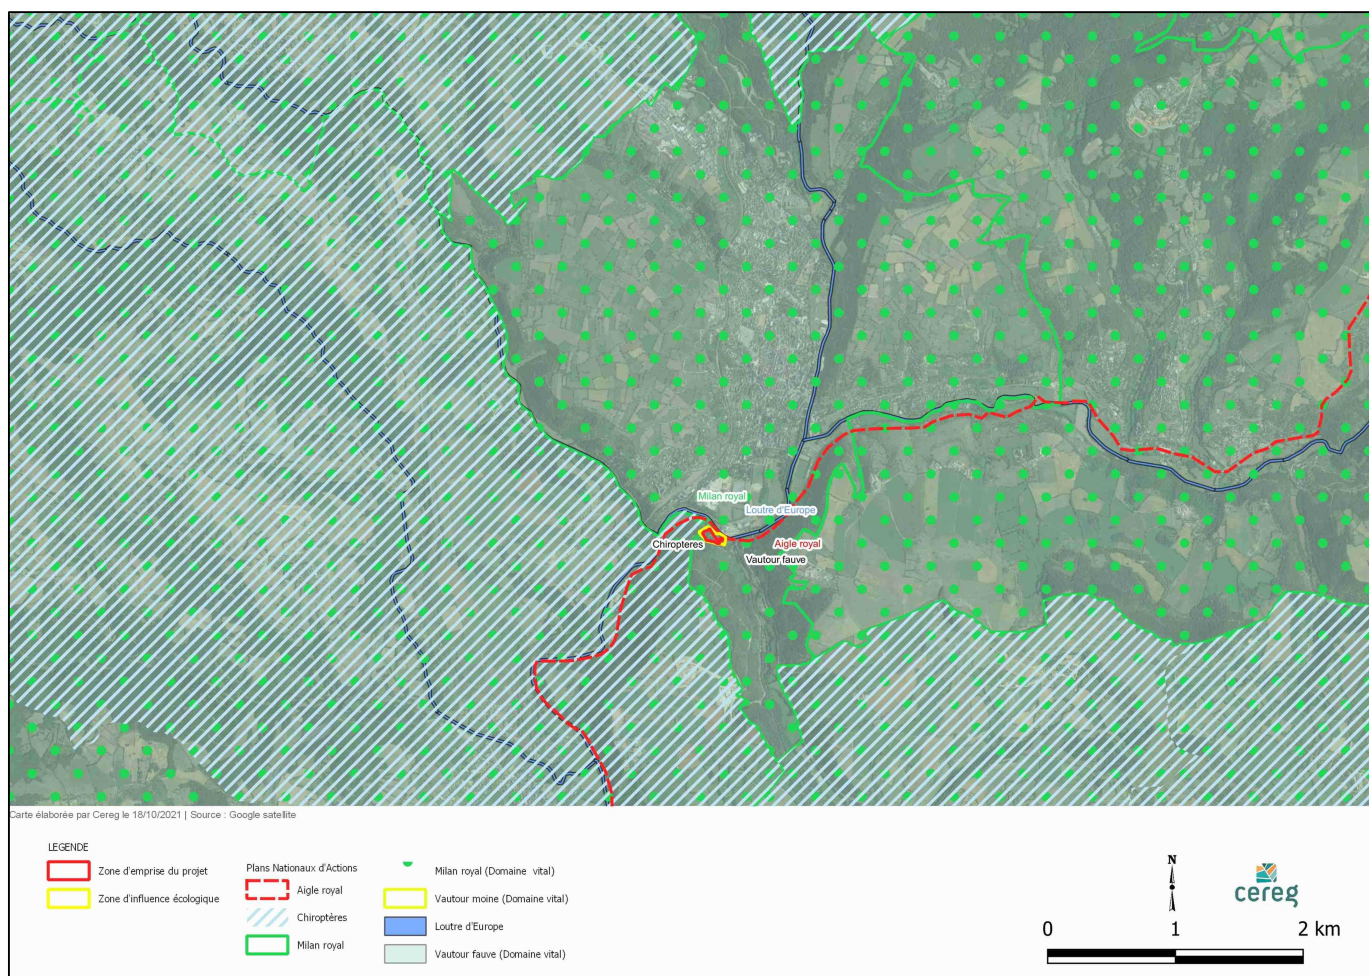 Milan royal
Loutre d'Europe
Chiropteres
Aigle royal
Vautour fauve
Carte élaborée par Cereg le 18/10/2021 | Source : Google satellite
LEGENDE
Zone d'emprise du projet
Zone d'influence écologique
Plans Nationaux d'Actions
Aigle royal
Chiroptères
Milan royal
Milan royal (Domaine vital)
Vautour moine (Domaine vital)
Loutre d'Europe
Vautour fauve (Domaine vital)
N
cereg
0 1 2 km